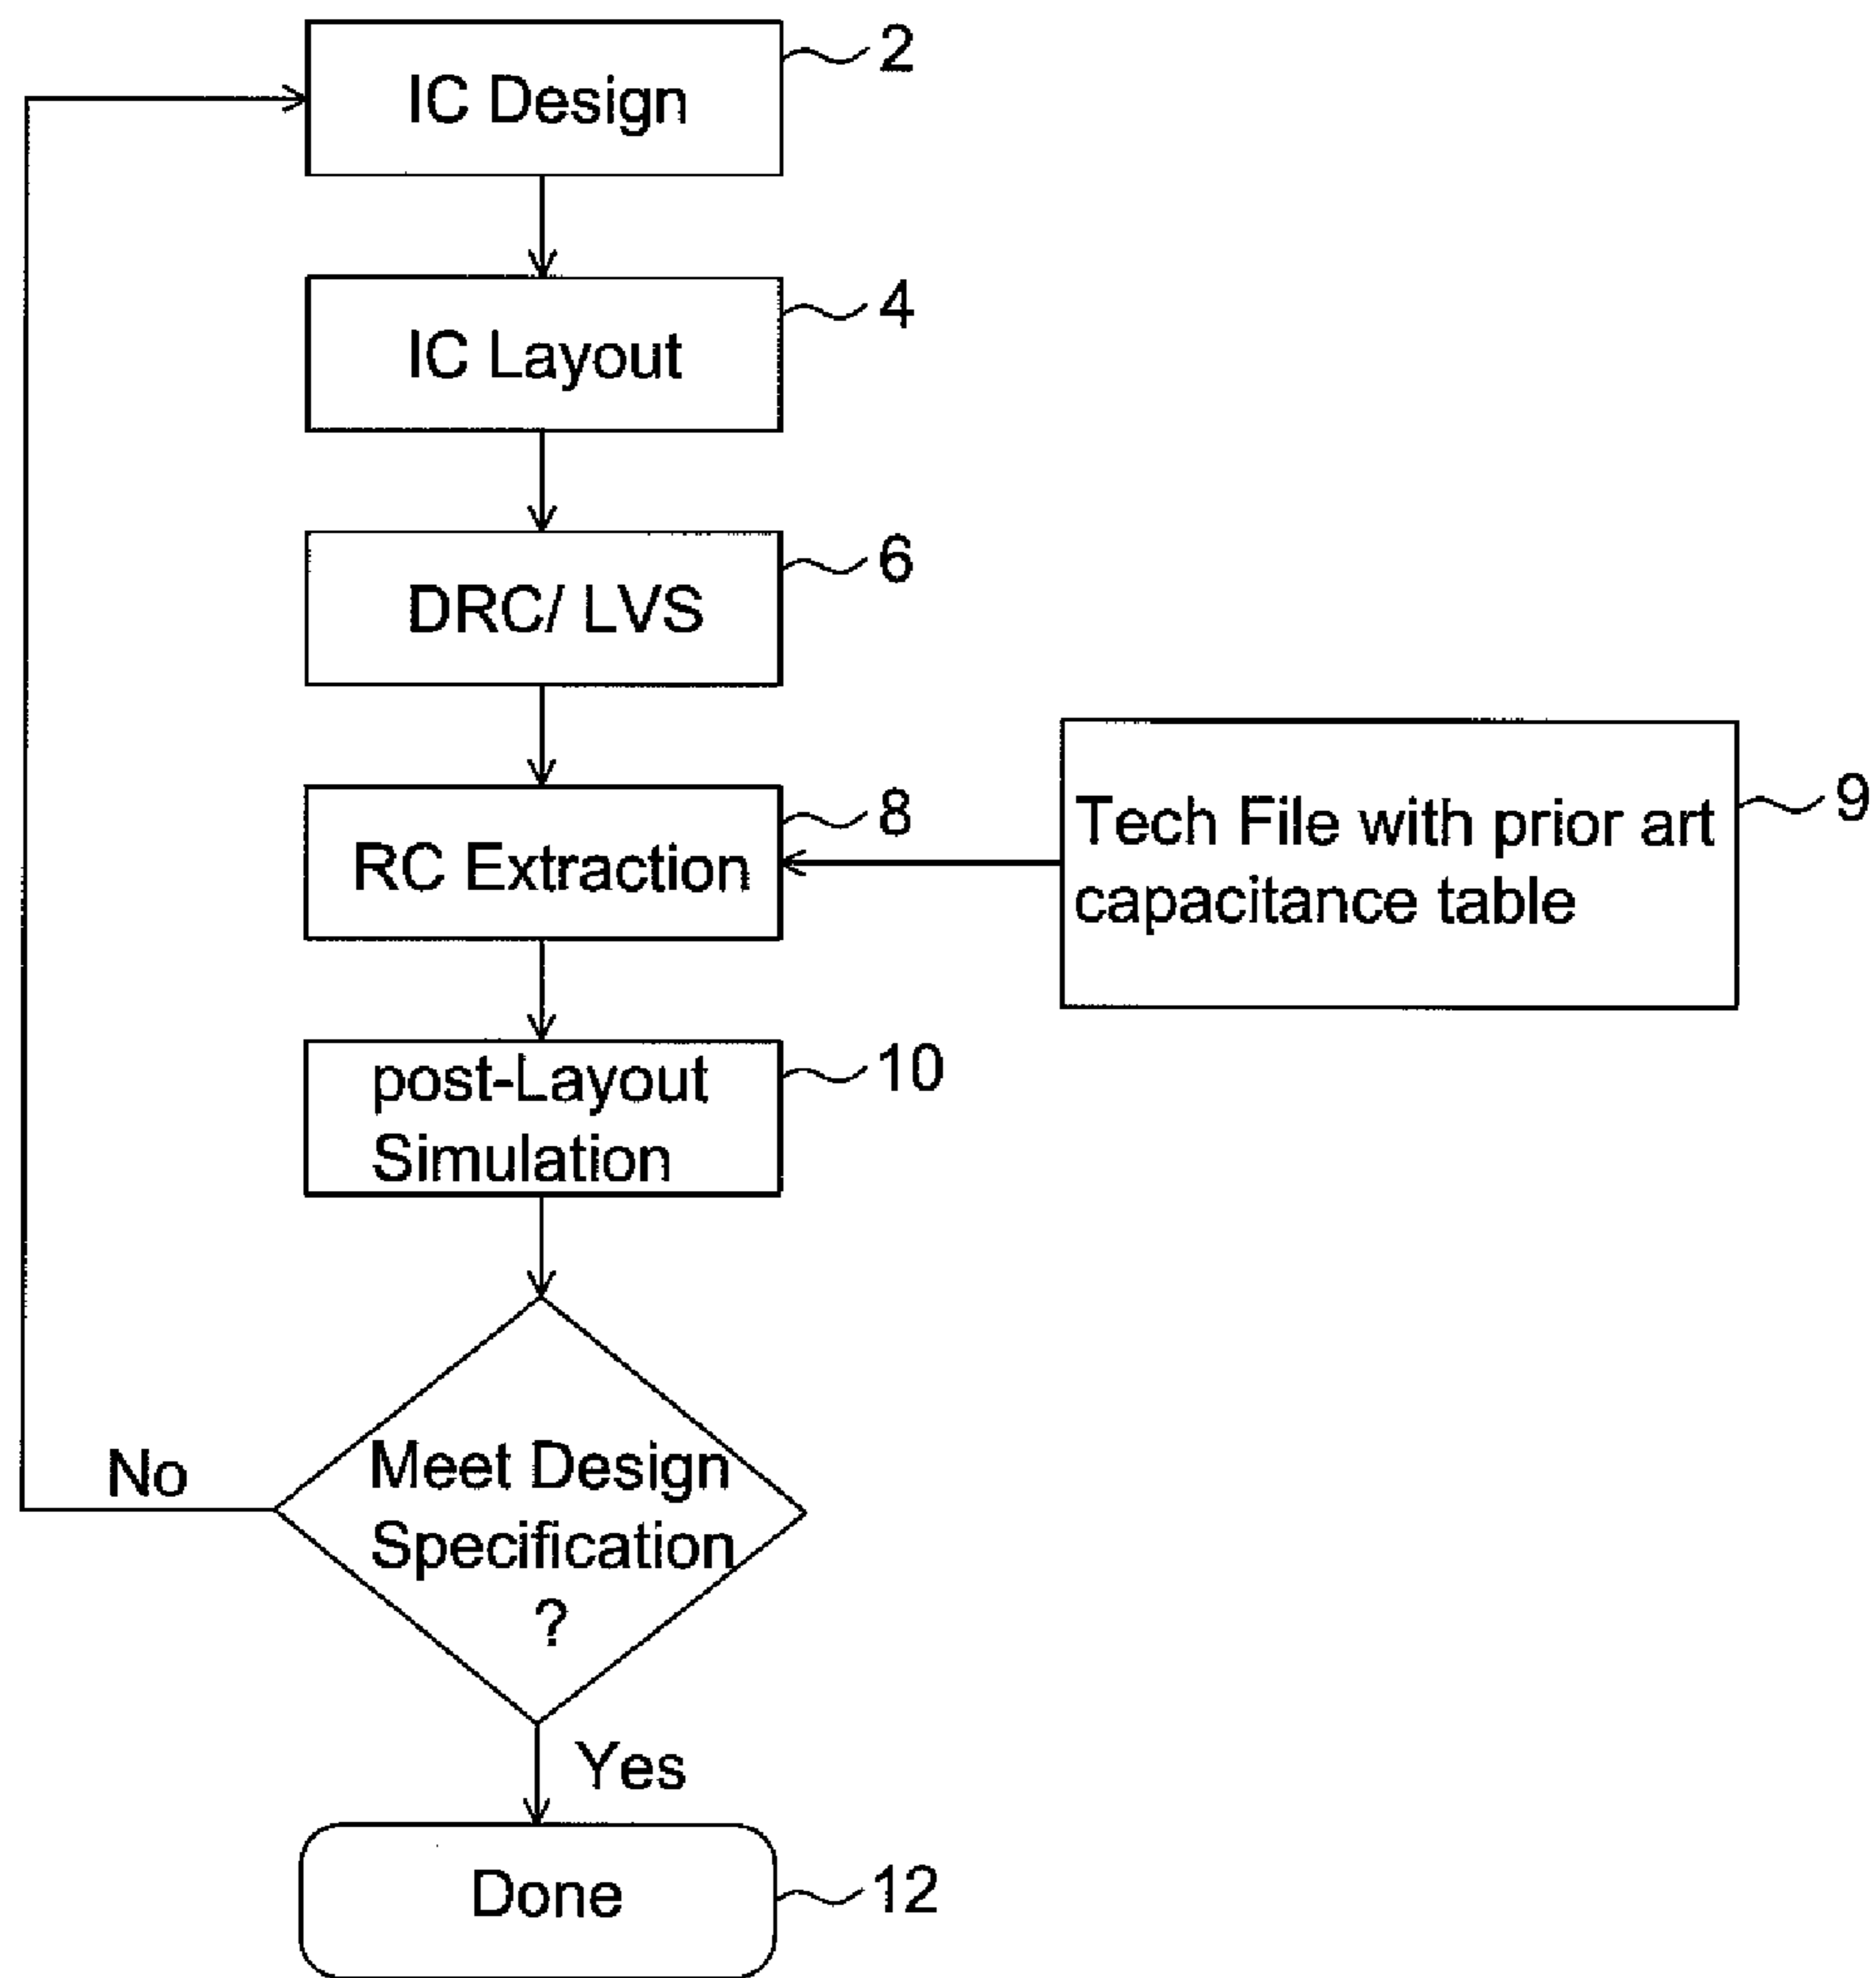 IC Design
2
IC Layout
4
DRC/ LVS
6
RC Extraction
8
Tech File with prior art
capacitance table
9
post-Layout
Simulation
10
Meet Design
Specification
?
No
Yes
Done
12